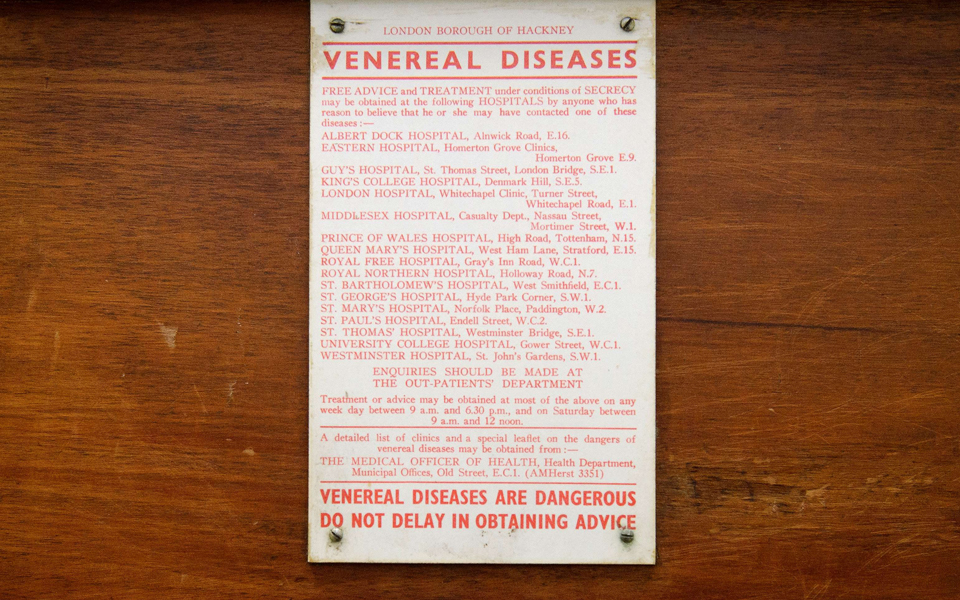 LONDON BOROUGH OF HACKNEY
VENEREAL DISEASES
FREE ADVICE and TREATMENT under conditions of SECRECY
may be obtained at the following HOSPITALS by anyone who has
reason to believe that he or she may have contacted one of these
diseases :—
ALBERT DOCK HOSPITAL, Alnwick Road, E.16.
EASTERN HOSPITAL, Homerton Grove Clinics,
Homerton Grove E.9.
GUY'S HOSPITAL, St. Thomas Street, London Bridge, S.E.1.
KING'S COLLEGE HOSPITAL, Denmark Hill, S.E.5.
LONDON HOSPITAL, Whitechapel Clinic, Turner Street,
Whitechapel Road, E.1.
MIDDLESEX HOSPITAL, Casualty Dept., Nassau Street,
Mortimer Street, W.1.
PRINCE OF WALES HOSPITAL, High Road, Tottenham, N.15.
QUEEN MARY'S HOSPITAL, West Ham Lane, Stratford, E.15.
ROYAL FREE HOSPITAL, Gray's Inn Road, W.C.1.
ROYAL NORTHERN HOSPITAL, Holloway Road, N.7.
ST. BARTHOLOMEW'S HOSPITAL, West Smithfield, E.C.1.
ST. GEORGE'S HOSPITAL, Hyde Park Corner, S.W.1.
ST. MARY'S HOSPITAL, Norfolk Place, Paddington, W.2.
ST. PAUL'S HOSPITAL, Endell Street, W.C.2.
ST. THOMAS' HOSPITAL, Westminster Bridge, S.E.1.
UNIVERSITY COLLEGE HOSPITAL, Gower Street, W.C.1.
WESTMINSTER HOSPITAL, St. John's Gardens, S.W.1.
ENQUIRIES SHOULD BE MADE AT
THE OUT-PATIENTS' DEPARTMENT
Treatment or advice may be obtained at most of the above on any
week day between 9 a.m. and 6.30 p.m., and on Saturday between
9 a.m. and 12 noon.
A detailed list of clinics and a special leaflet on the dangers of
venereal diseases may be obtained from :—
THE MEDICAL OFFICER OF HEALTH, Health Department,
Municipal Offices, Old Street, E.C.1. (AMHerst 3351)
VENEREAL DISEASES ARE DANGEROUS
DO NOT DELAY IN OBTAINING ADVICE